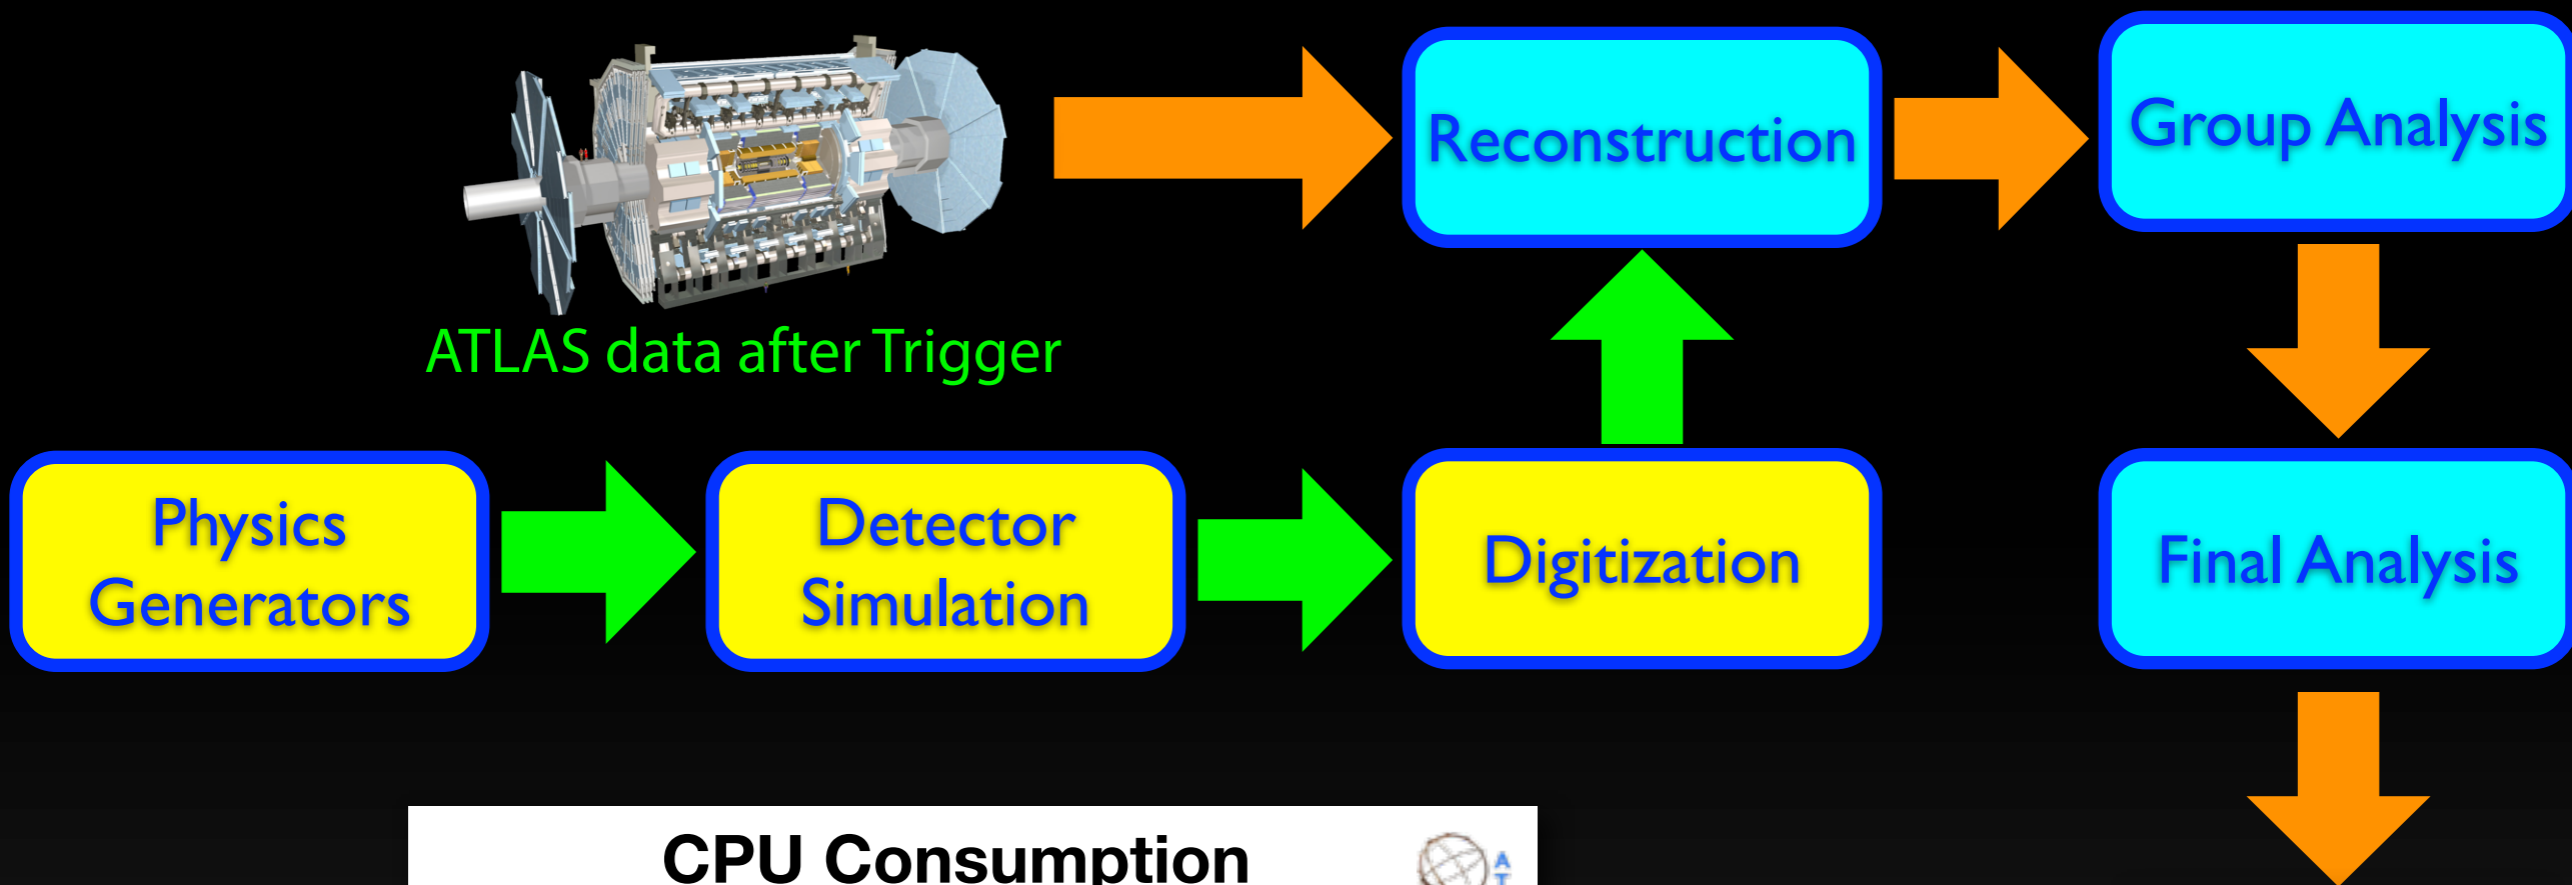 Reconstruction
Group Analysis
ATLAS data after Trigger
Physics
Generators
Detector
Simulation
Digitization
Final Analysis
CPU Consumption
A
T